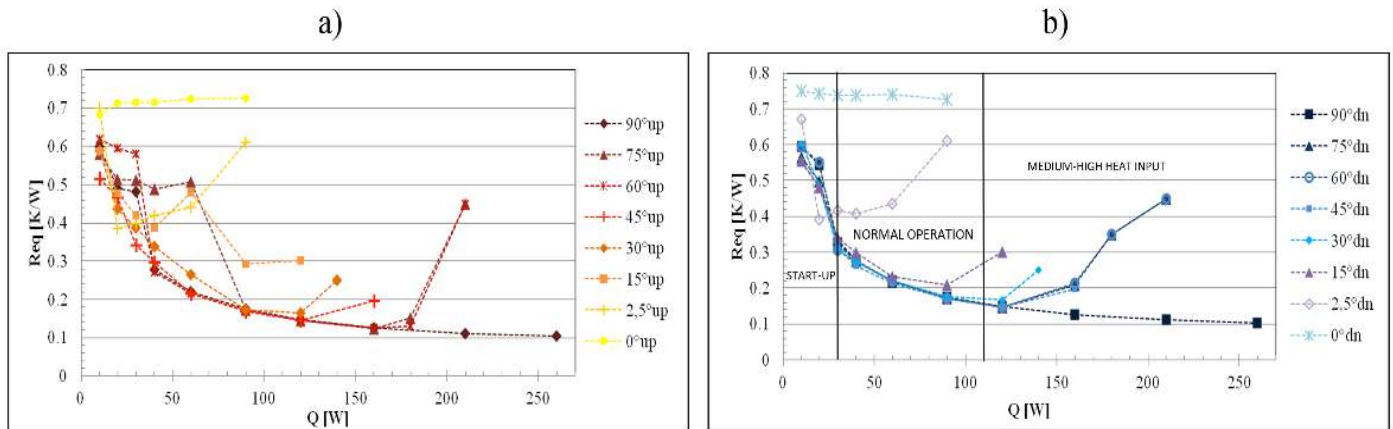 a)
b)
0.8
0.7
0.6
0.5
0.4
0.3
0.2
0.1
0
Req [K/W]
0
50
100
150
200
250
Q [W]
90°up
75°up
60°up
45°up
30°up
15°up
2,5°up
0°up
0.8
0.7
0.6
0.5
0.4
0.3
0.2
0.1
0
Req [K/W]
START-UP
NORMAL OPERATION
MEDIUM-HIGH HEAT INPUT
0
50
100
150
200
250
Q [W]
90°dn
75°dn
60°dn
45°dn
30°dn
15°dn
2.5°dn
0°dn